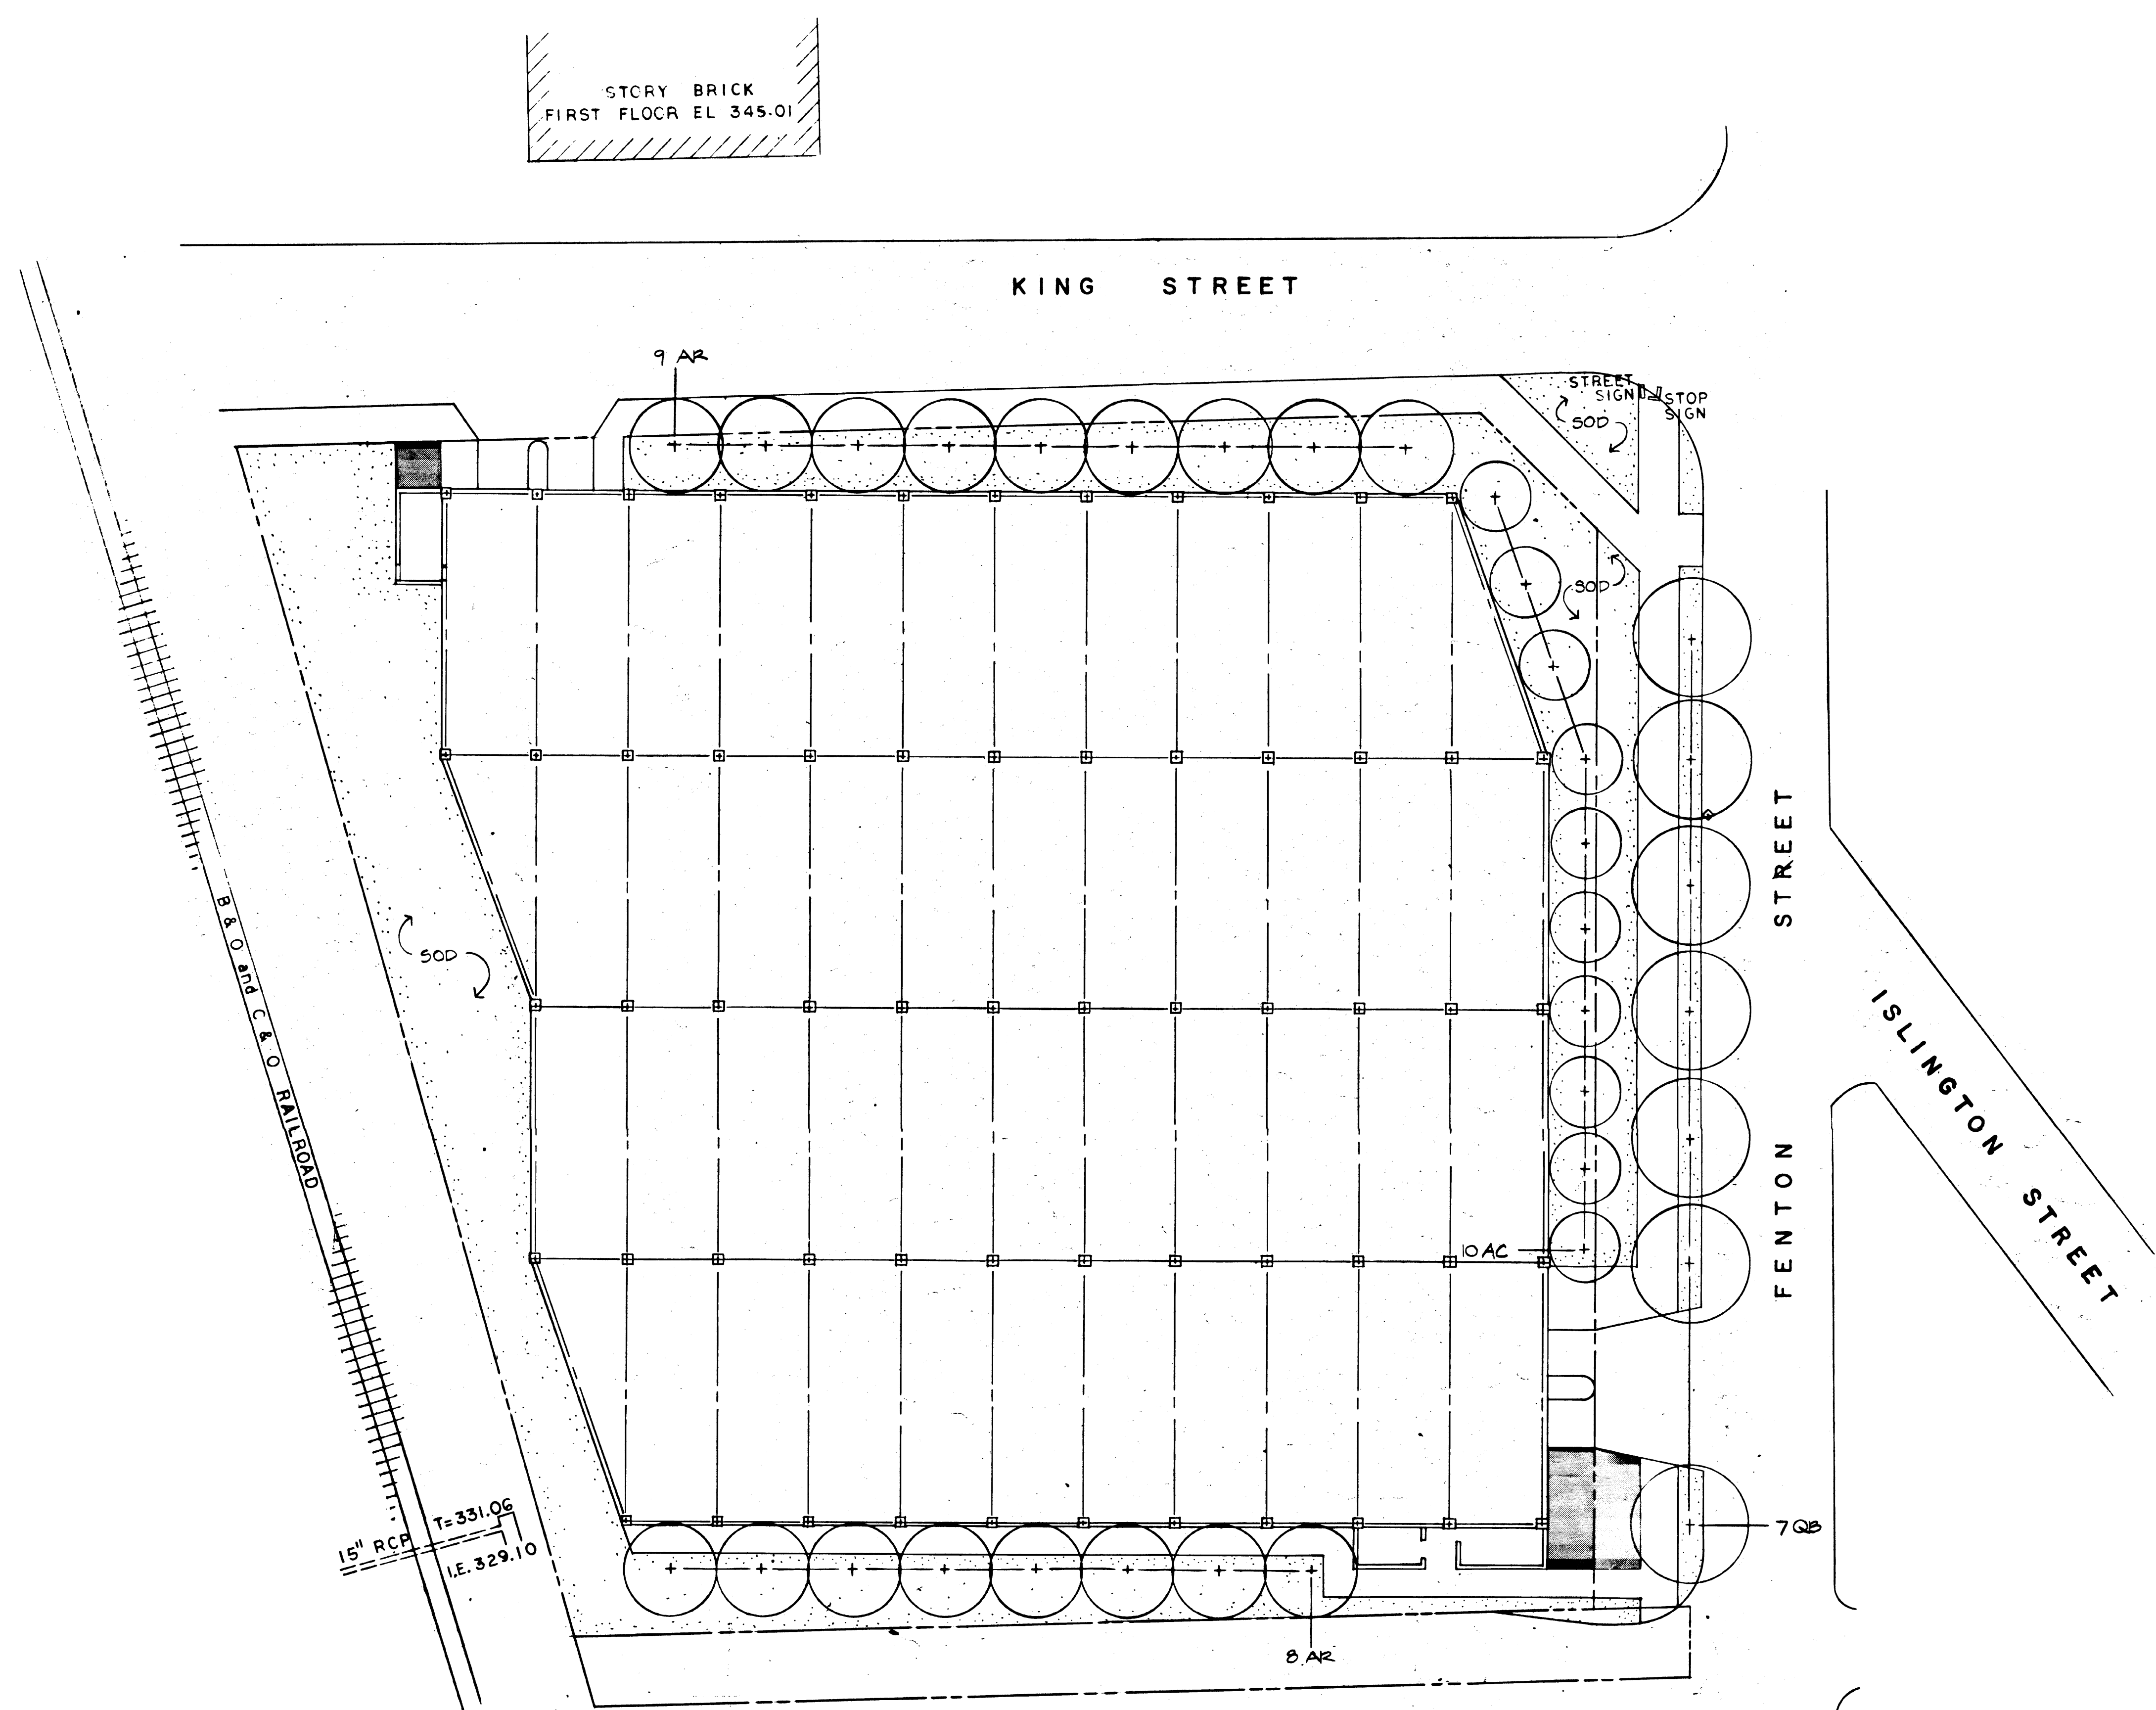 STORY BRICK
FIRST FLOOR EL 345.01
KING STREET
9 AR
STREET
SIGN
STOP
SIGN
SOD
SOD
SOD
B & O and C & O RAILROAD
FENTON STREET
ISLINGTON STREET
10 AC
15" RCP
T=331.06
I.E. 329.10
7 QB
8 AR